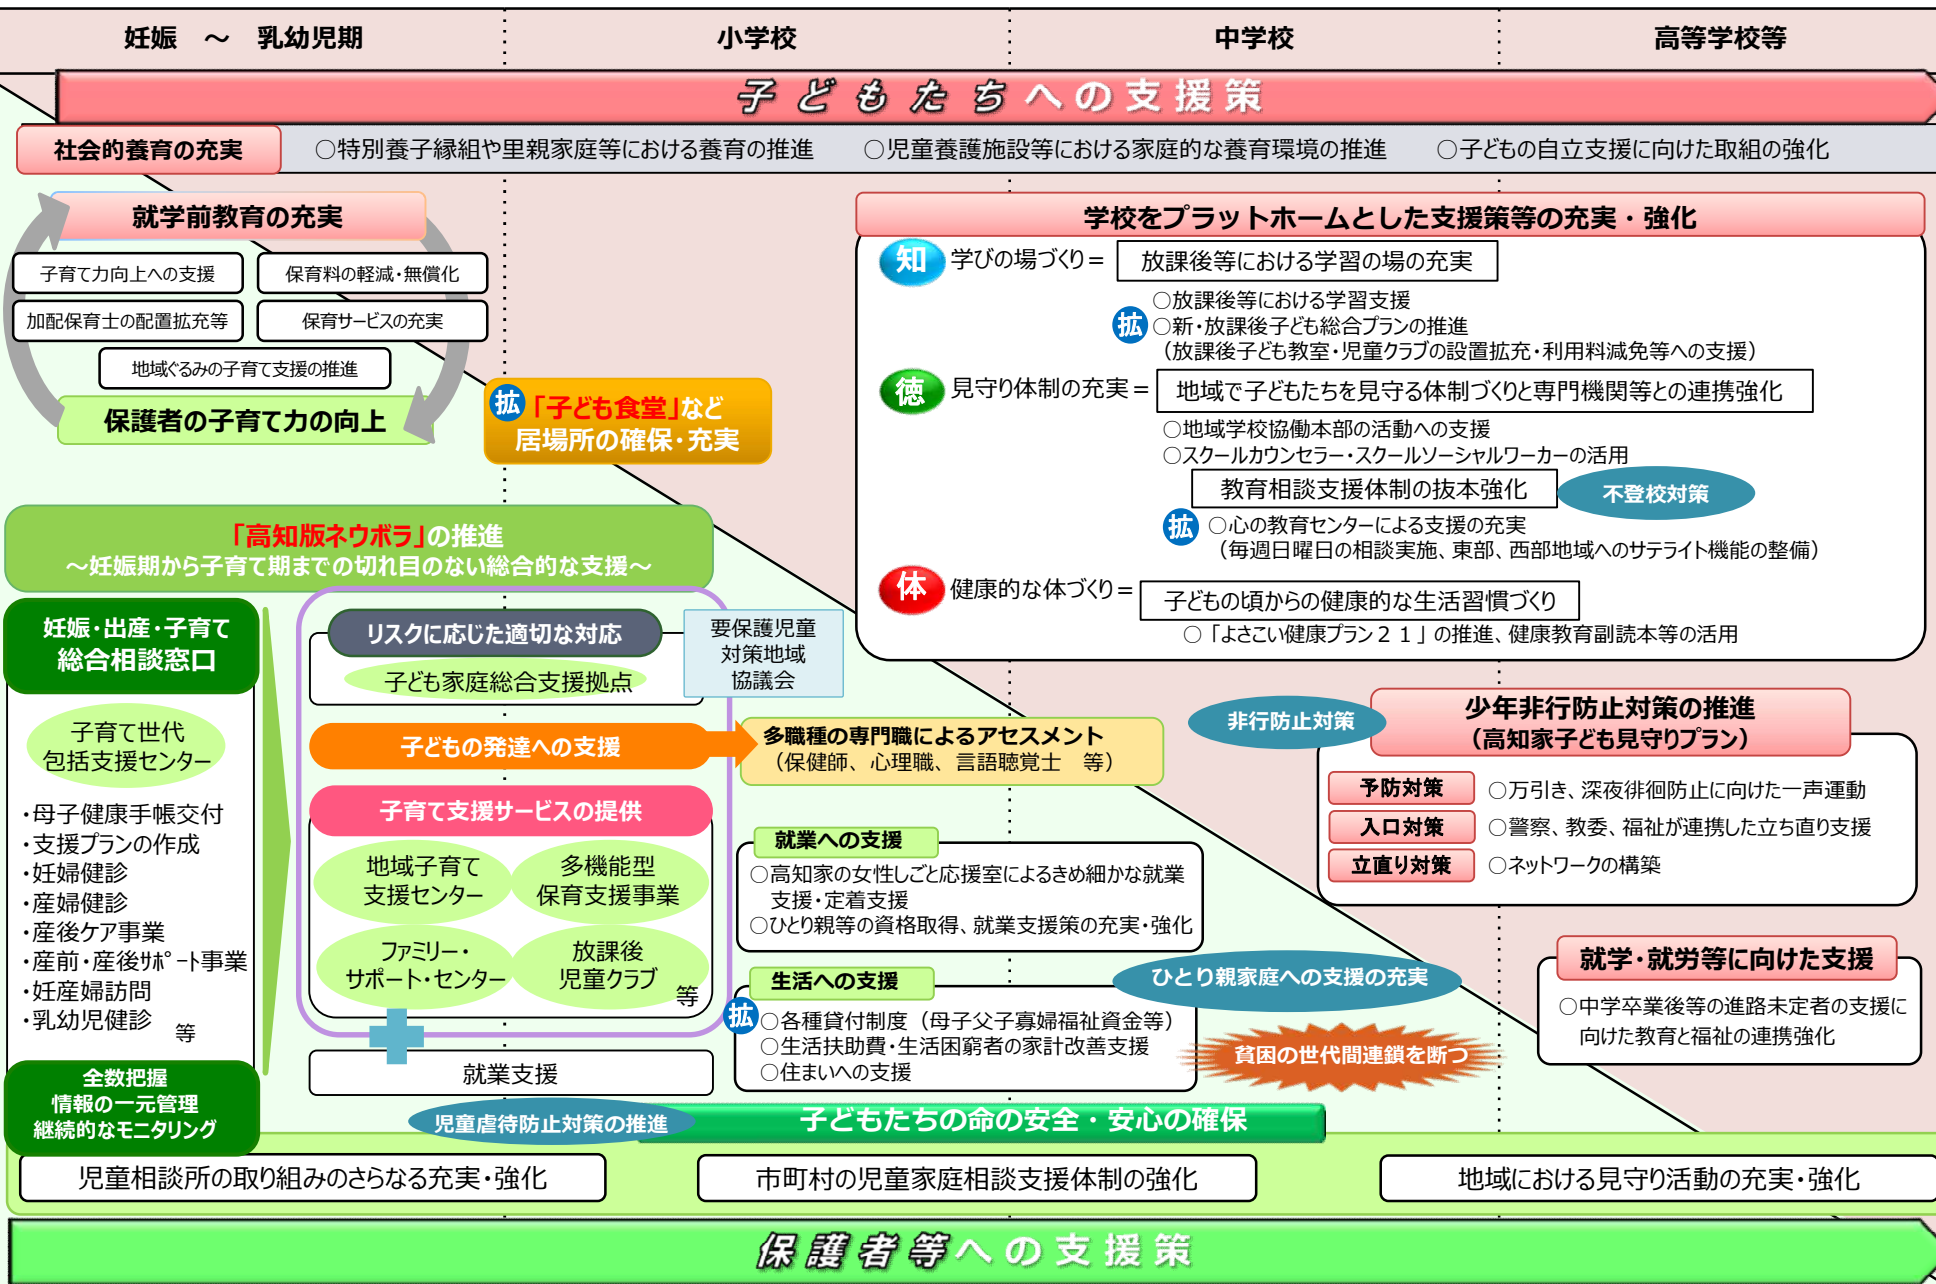 妊娠 ～ 乳幼児期
小学校
中学校
高等学校等
子どもたちへの支援策
社会的養育の充実
○特別養子縁組や里親家庭等における養育の推進
○児童養護施設等における家庭的な養育環境の推進
○子どもの自立支援に向けた取組の強化
就学前教育の充実
子育て力向上への支援
保育料の軽減・無償化
加配保育士の配置拡充等
保育サービスの充実
地域ぐるみの子育て支援の推進
保護者の子育て力の向上
拡
「子ども食堂」など
居場所の確保・充実
学校をプラットホームとした支援策等の充実・強化
知 学びの場づくり＝ 放課後等における学習の場の充実
○放課後等における学習支援
拡 ○新・放課後子ども総合プランの推進
（放課後子ども教室・児童クラブの設置拡充・利用料減免等への支援）
徳 見守り体制の充実＝ 地域で子どもたちを見守る体制づくりと専門機関等との連携強化
○地域学校協働本部の活動への支援
○スクールカウンセラー・スクールソーシャルワーカーの活用
教育相談支援体制の抜本強化
不登校対策
拡 ○心の教育センターによる支援の充実
（毎週日曜日の相談実施、東部、西部地域へのサテライト機能の整備）
体 健康的な体づくり＝ 子どもの頃からの健康的な生活習慣づくり
○「よさこい健康プラン２１」の推進、健康教育副読本等の活用
「高知版ネウボラ」の推進
～妊娠期から子育て期までの切れ目のない総合的な支援～
妊娠・出産・子育て
総合相談窓口
子育て世代
包括支援センター
・母子健康手帳交付
・支援プランの作成
・妊婦健診
・産婦健診
・産後ケア事業
・産前・産後ｻﾎﾟｰﾄ事業
・妊産婦訪問
・乳幼児健診 等
全数把握
情報の一元管理
継続的なモニタリング
リスクに応じた適切な対応
子ども家庭総合支援拠点
要保護児童
対策地域
協議会
子どもの発達への支援
多職種の専門職によるアセスメント
（保健師、心理職、言語聴覚士 等）
子育て支援サービスの提供
地域子育て
支援センター
多機能型
保育支援事業
ファミリー・
サポート・センター
放課後
児童クラブ
等
就業支援
就業への支援
○高知家の女性しごと応援室によるきめ細かな就業
支援・定着支援
○ひとり親等の資格取得、就業支援策の充実・強化
生活への支援
拡 ○各種貸付制度（母子父子寡婦福祉資金等）
○生活扶助費・生活困窮者の家計改善支援
○住まいへの支援
ひとり親家庭への支援の充実
貧困の世代間連鎖を断つ
非行防止対策
少年非行防止対策の推進
（高知家子ども見守りプラン）
予防対策 ○万引き、深夜徘徊防止に向けた一声運動
入口対策 ○警察、教委、福祉が連携した立ち直り支援
立直り対策 ○ネットワークの構築
就学・就労等に向けた支援
○中学卒業後等の進路未定者の支援に
向けた教育と福祉の連携強化
児童虐待防止対策の推進
子どもたちの命の安全・安心の確保
児童相談所の取り組みのさらなる充実・強化
市町村の児童家庭相談支援体制の強化
地域における見守り活動の充実・強化
保護者等への支援策